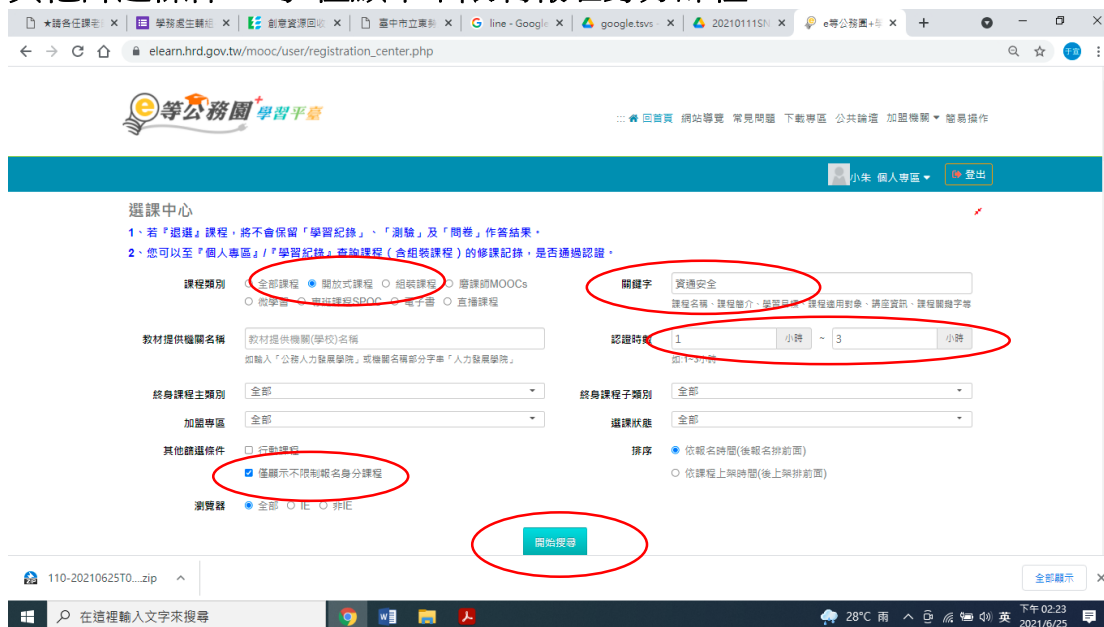 ★請各任課老
學務處生輔組
創意資源回收
臺中市立東勢
line - Google
google.tsvs
20210111SN
e等公務園+學
elearn.hrd.gov.tw/mooc/user/registration_center.php
于宣
e等公務園+學習平臺
::: 回首頁 網站導覽 常見問題 下載專區 公共論壇 加盟機關 簡易操作
小朱 個人專區 登出
選課中心
1、若『退選』課程,將不會保留「學習紀錄」、「測驗」及「問卷」作答結果。
2、您可以至『個人專區』/『學習紀錄』查詢課程(含組裝課程)的修課記錄,是否通過認證。
課程類別 全部課程 開放式課程 組裝課程 磨課師MOOCs
微學習 專班課程SPOC 電子書 直播課程
關鍵字 資通安全
課程名稱、課程簡介、學習目標、課程適用對象、講座資訊、課程關鍵字等
教材提供機關名稱 教材提供機關(學校)名稱
如輸入「公務人力發展學院」或機關名稱部分字串「人力發展學院」
認證時數 1 小時 ~ 3 小時
如:1~3小時
終身課程主類別 全部
終身課程子類別 全部
加盟專區 全部
選課狀態 全部
其他篩選條件 行動課程
僅顯示不限制報名身分課程
排序 依報名時間(後報名排前面)
依課程上架時間(後上架排前面)
瀏覽器 全部 IE 非IE
開始搜尋
110-20210625T0....zip
全部顯示
在這裡輸入文字來搜尋
28°C 雨
英
下午 02:23
2021/6/25